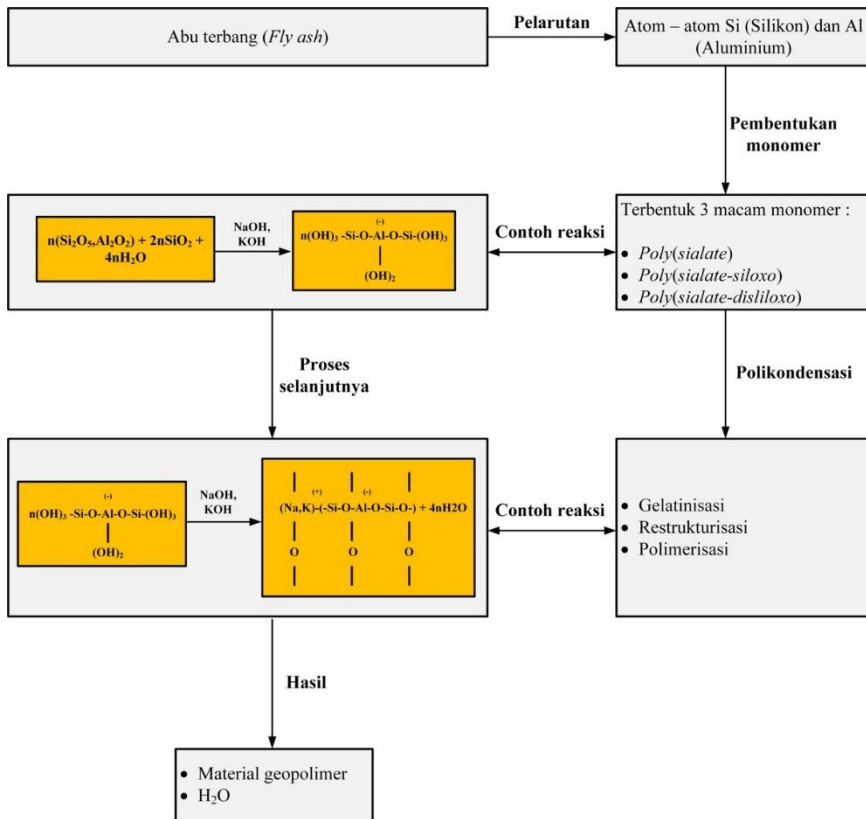 Abu terbang (Fly ash)
Pelarutan
Atom – atom Si (Silikon) dan Al
(Aluminium)
Pembentukan
monomer
n(Si₂O₅,Al₂O₂) + 2nSiO₂ +
4nH₂O
NaOH,
KOH
(-)
n(OH)₃ -Si-O-Al-O-Si-(OH)₃
(OH)₂
Contoh reaksi
Terbentuk 3 macam monomer :
• Poly(sialate)
• Poly(sialate-siloxo)
• Poly(sialate-disliloxo)
Proses
selanjutnya
Polikondensasi
(-)
n(OH)₃ -Si-O-Al-O-Si-(OH)₃
(OH)₂
NaOH,
KOH
(+) (-)
(Na,K)-(-Si-O-Al-O-Si-O-) + 4nH2O
O O O
Contoh reaksi
• Gelatinisasi
• Restrukturisasi
• Polimerisasi
Hasil
• Material geopolimer
• H₂O